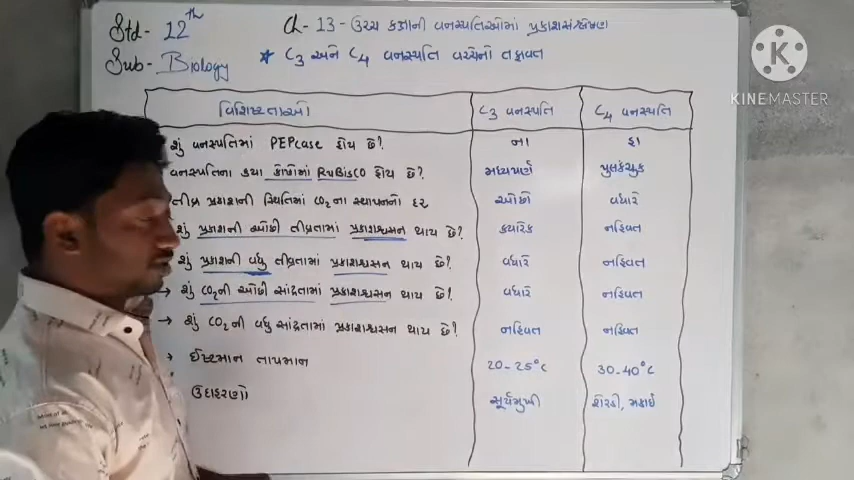 Std- 12th Ch-13- ઉચ્ચ કક્ષાની વનસ્પતિઓમાં પ્રકાશસંશ્લેષણ
Sub- Biology * C3 અને C4 વનસ્પતિ વચ્ચેનો તફાવત
વિશિષ્ટતાઓ C3 વનસ્પતિ C4 વનસ્પતિ
શું વનસ્પતિમાં PEPcase હોય છે? ના હા
વનસ્પતિના કયા કોષોમાં RuBisCO હોય છે? મધ્યપર્ણ પુલકંચુક
તીવ્ર પ્રકાશની સ્થિતિમાં CO2ના સ્થાપનનો દર ઓછો વધારે
શું પ્રકાશની ઓછી તીવ્રતામાં પ્રકાશશ્વસન થાય છે? ક્યારેક નહિવત
શું પ્રકાશની વધુ તીવ્રતામાં પ્રકાશશ્વસન થાય છે? વધારે નહિવત
→ શું CO2ની ઓછી સાંદ્રતામાં પ્રકાશશ્વસન થાય છે? વધારે નહિવત
→ શું CO2ની વધુ સાંદ્રતામાં પ્રકાશશ્વસન થાય છે? નહિવત નહિવત
→ ઈષ્ટમાન તાપમાન 20-25°C 30-40°C
ઉદાહરણો સૂર્યમુખી શેરડી, મકાઈ
KINEMASTER